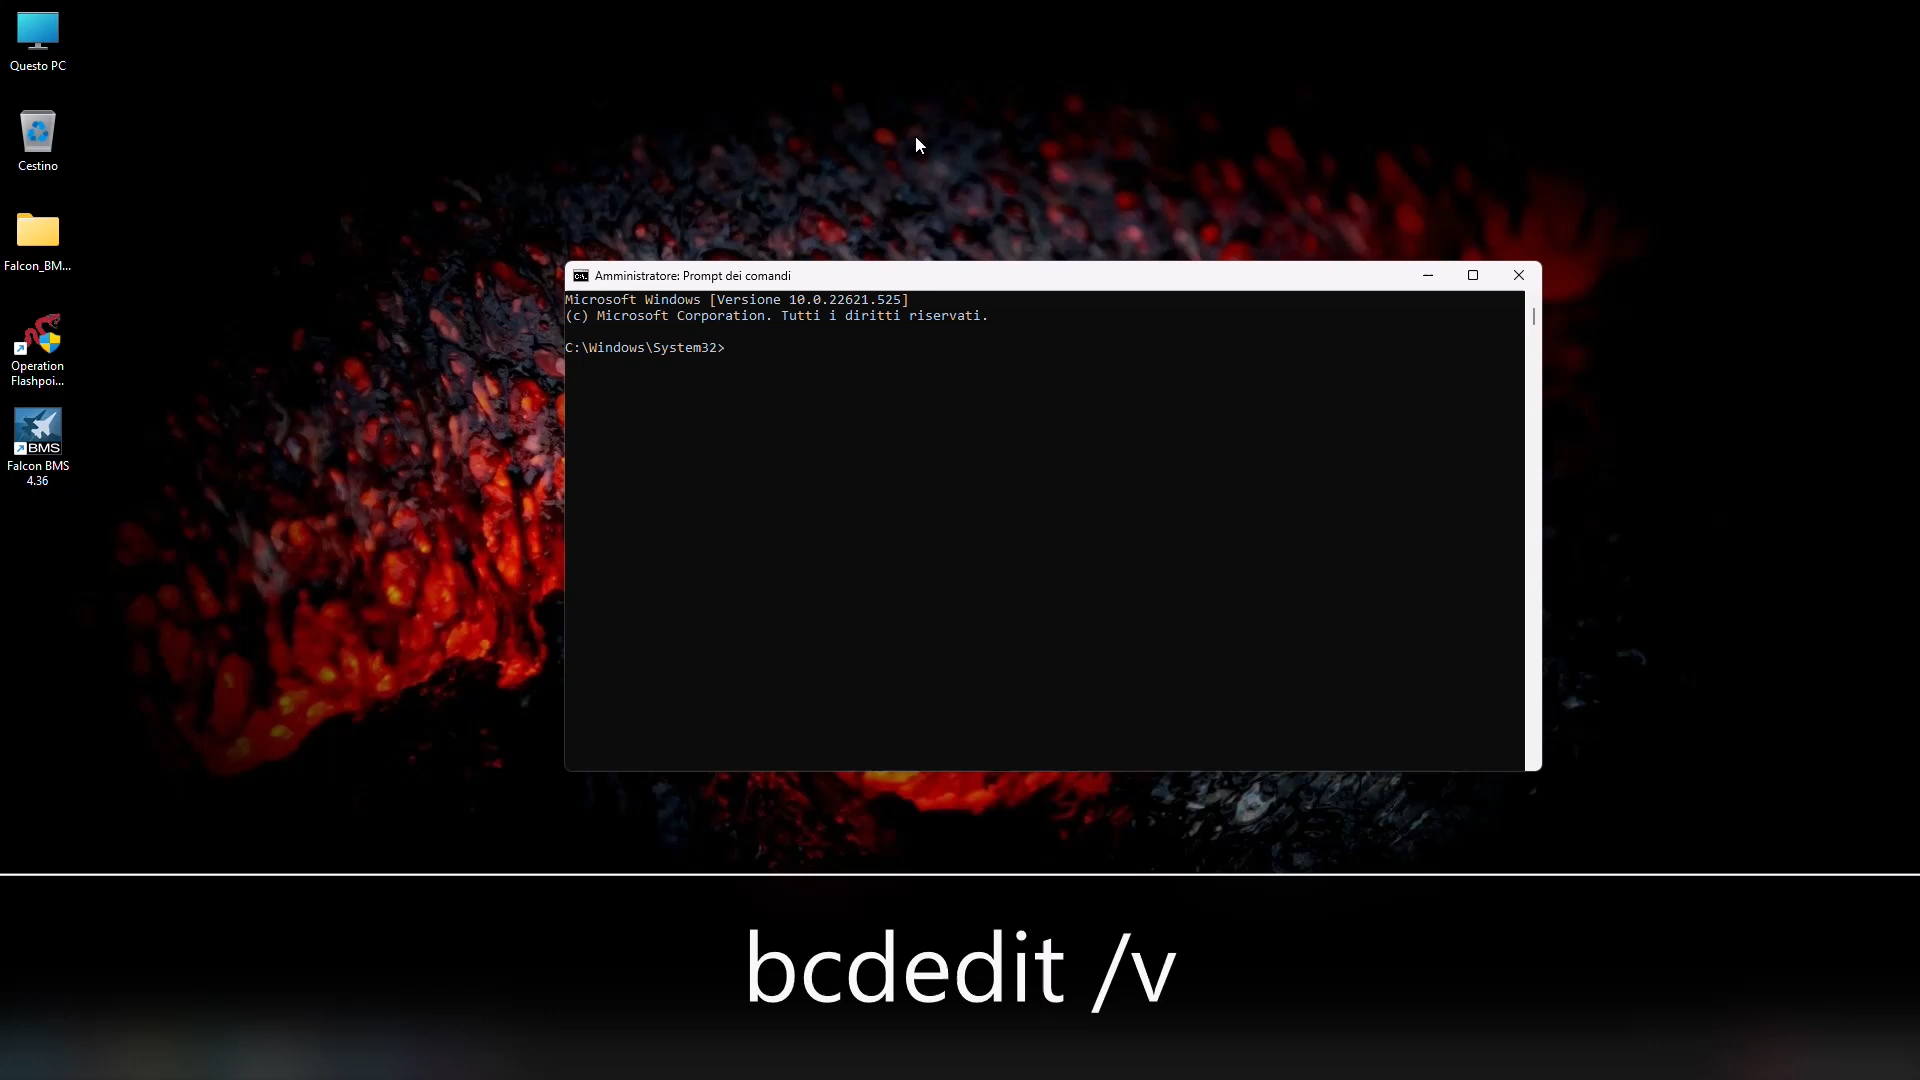 Questo PC
Cestino
Falcon_BM...
Operation
Flashpoi...
BMS
Falcon BMS
4.36
Amministratore: Prompt dei comandi
Microsoft Windows [Versione 10.0.22621.525]
(c) Microsoft Corporation. Tutti i diritti riservati.
C:\Windows\System32>
bcdedit /v